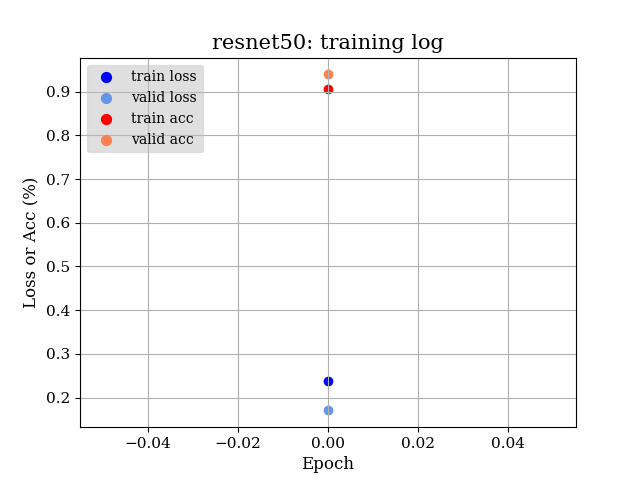 resnet50: training log
train loss
valid loss
train acc
valid acc
0.9
0.8
0.7
0.6
0.5
0.4
0.3
0.2
Loss or Acc (%)
−0.04
−0.02
0.00
0.02
0.04
Epoch